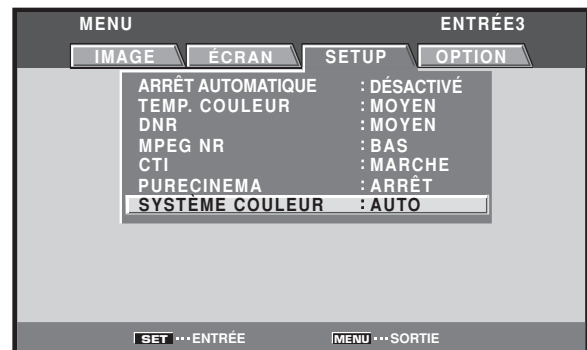 MENU ENTRÉE3
IMAGE ÉCRAN SETUP OPTION
ARRÊT AUTOMATIQUE : DÉSACTIVÉ
TEMP. COULEUR : MOYEN
DNR : MOYEN
MPEG NR : BAS
CTI : MARCHE
PURECINEMA : ARRÊT
SYSTÈME COULEUR : AUTO
SET ••• ENTRÉE MENU ••• SORTIE